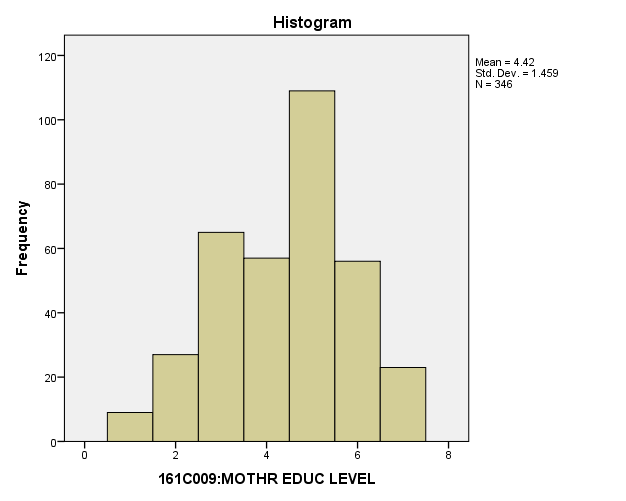 Histogram
Mean = 4.42
Std. Dev. = 1.459
N = 346
120
100
80
60
40
20
0
Frequency
0 2 4 6 8
161C009:MOTHR EDUC LEVEL